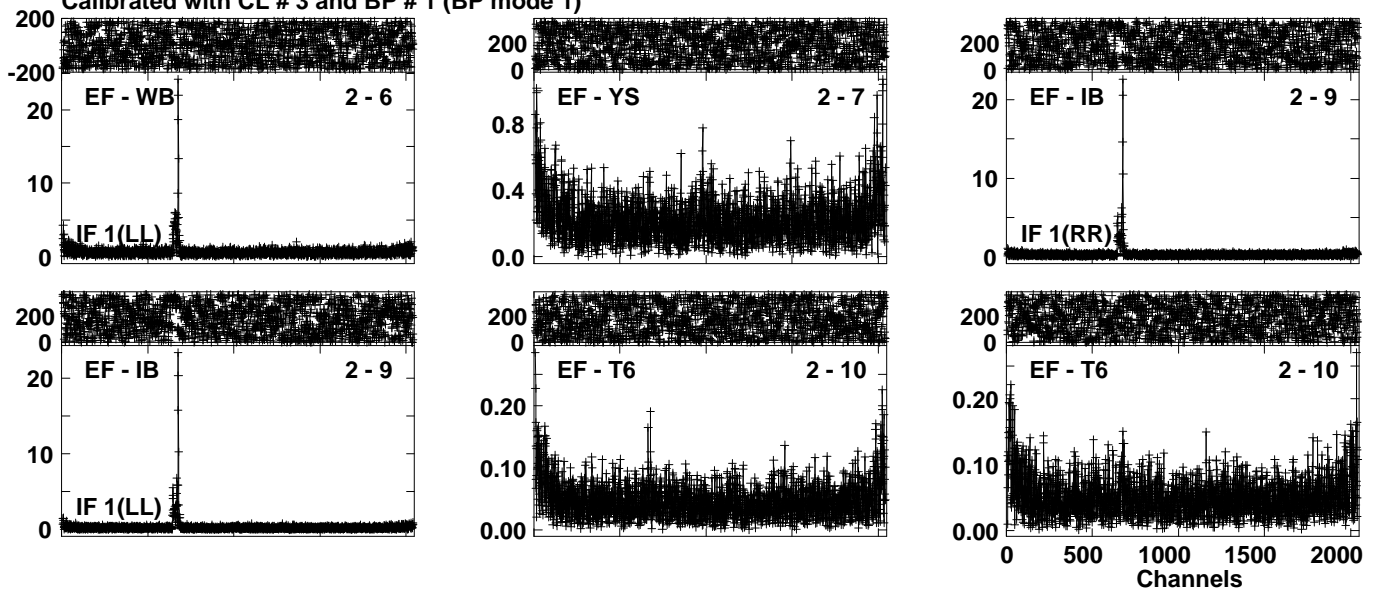 Calibrated with CL # 3 and BP # 1 (BP mode 1)
200
-200
EF - WB 2 - 6
20
10
0
IF 1(LL)
200
0
EF - YS 2 - 7
0.8
0.4
0.0
200
0
EF - IB 2 - 9
20
10
0
IF 1(RR)
200
0
EF - IB 2 - 9
20
10
0
IF 1(LL)
200
0
EF - T6 2 - 10
0.20
0.10
0.00
200
0
EF - T6 2 - 10
0.20
0.10
0.00
0 500 1000 1500 2000
Channels